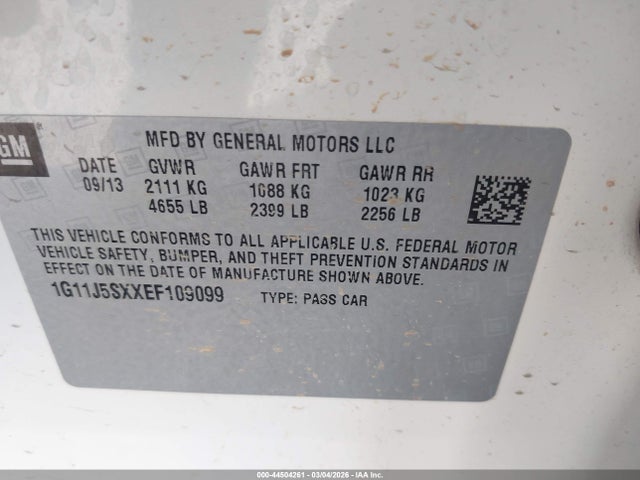 GM
MFD BY GENERAL MOTORS LLC
DATE GVWR GAWR FRT GAWR RR
09/13 2111 KG 1088 KG 1023 KG
4655 LB 2399 LB 2256 LB
THIS VEHICLE CONFORMS TO ALL APPLICABLE U.S. FEDERAL MOTOR
VEHICLE SAFETY, BUMPER, AND THEFT PREVENTION STANDARDS IN
EFFECT ON THE DATE OF MANUFACTURE SHOWN ABOVE.
1G11J5SXXEF109099 TYPE: PASS CAR
000-44504261 - 03/04/2026 - IAA Inc.